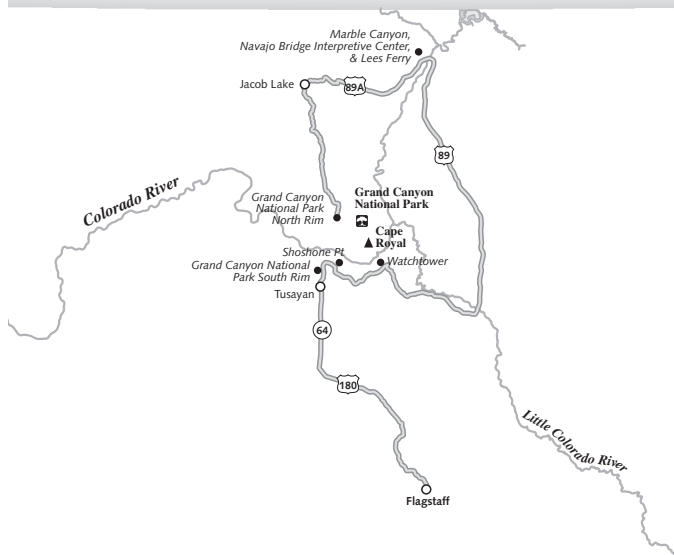 Marble Canyon,
Navajo Bridge Interpretive Center,
& Lees Ferry
Jacob Lake
89A
89
Colorado River
Grand Canyon
National Park
North Rim
Grand Canyon
National Park
Cape
Royal
Shoshone Pt
Watchtower
Grand Canyon National
Park South Rim
Tusayan
64
180
Little Colorado River
Flagstaff